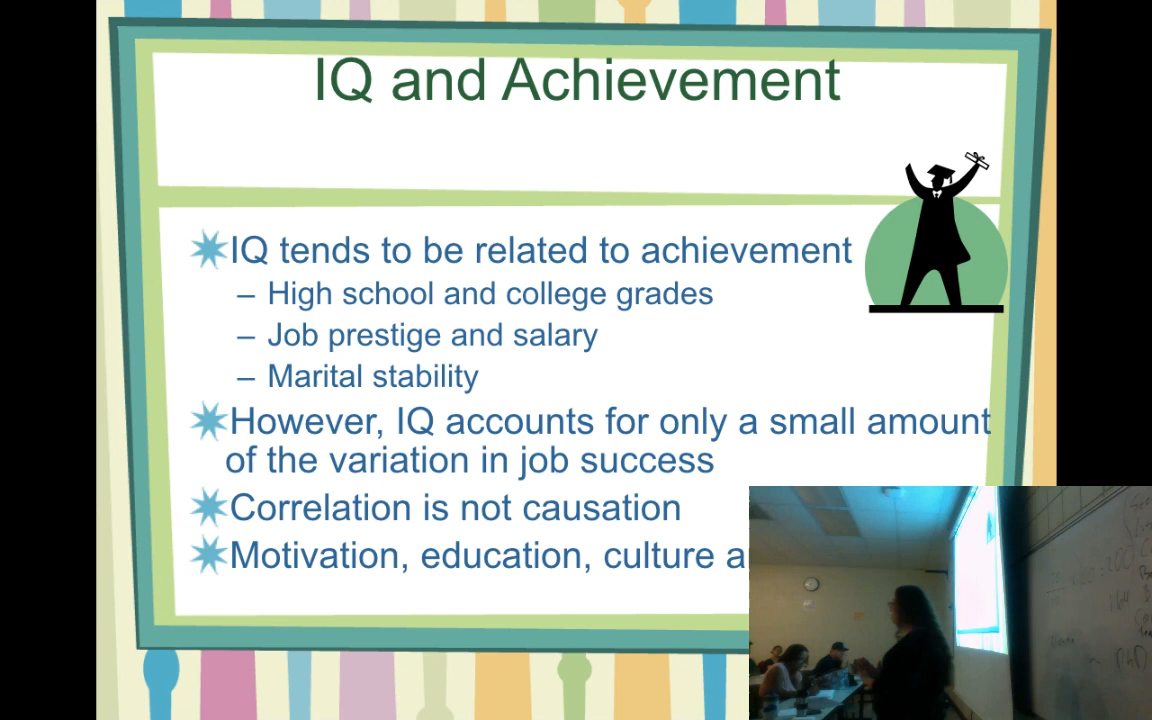 IQ and Achievement
IQ tends to be related to achievement
– High school and college grades
– Job prestige and salary
– Marital stability
However, IQ accounts for only a small amount
of the variation in job success
Correlation is not causation
Motivation, education, culture